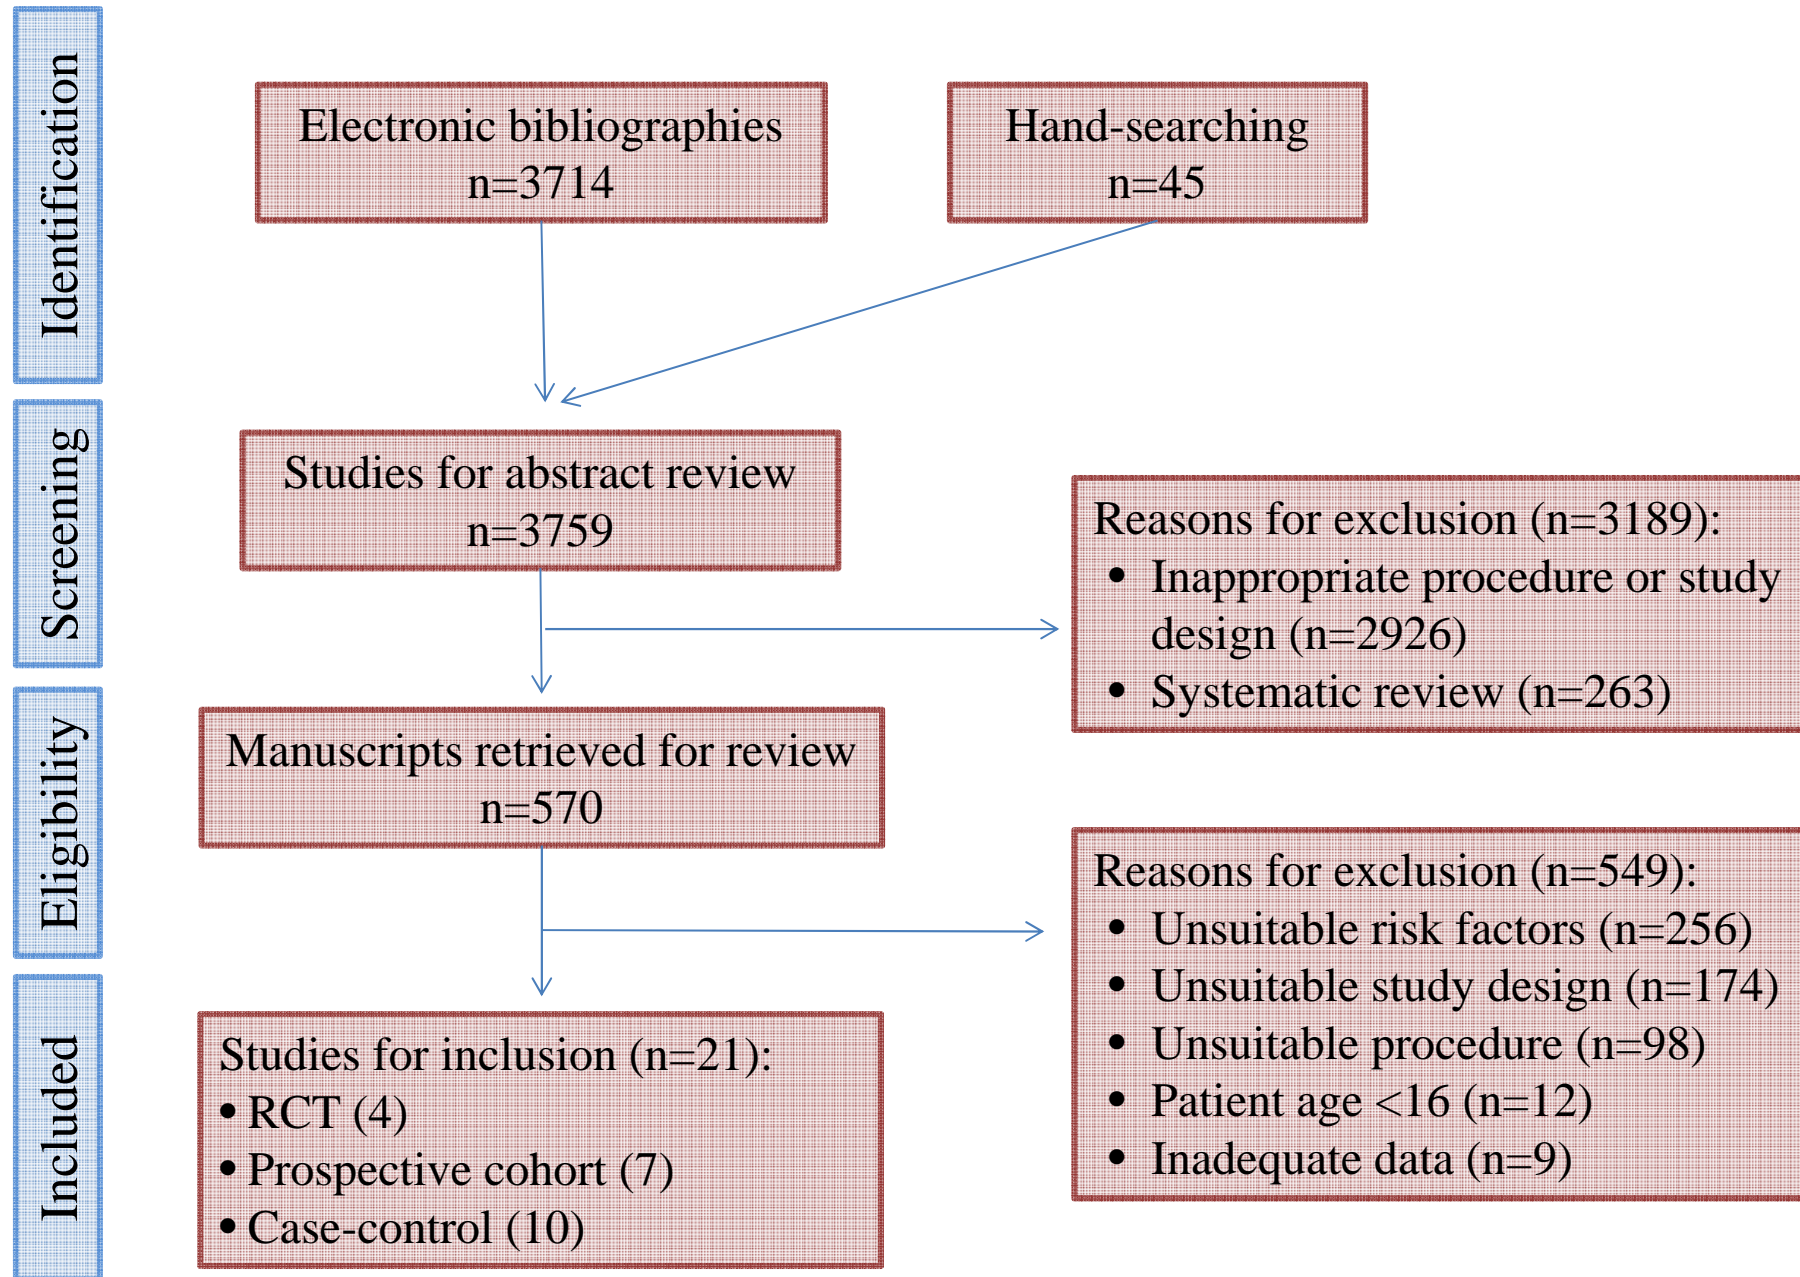 Identification
Electronic bibliographies
n=3714
Hand-searching
n=45
Screening
Studies for abstract review
n=3759
Reasons for exclusion (n=3189):
• Inappropriate procedure or study
design (n=2926)
• Systematic review (n=263)
Eligibility
Manuscripts retrieved for review
n=570
Reasons for exclusion (n=549):
• Unsuitable risk factors (n=256)
• Unsuitable study design (n=174)
• Unsuitable procedure (n=98)
• Patient age <16 (n=12)
• Inadequate data (n=9)
Included
Studies for inclusion (n=21):
• RCT (4)
• Prospective cohort (7)
• Case-control (10)